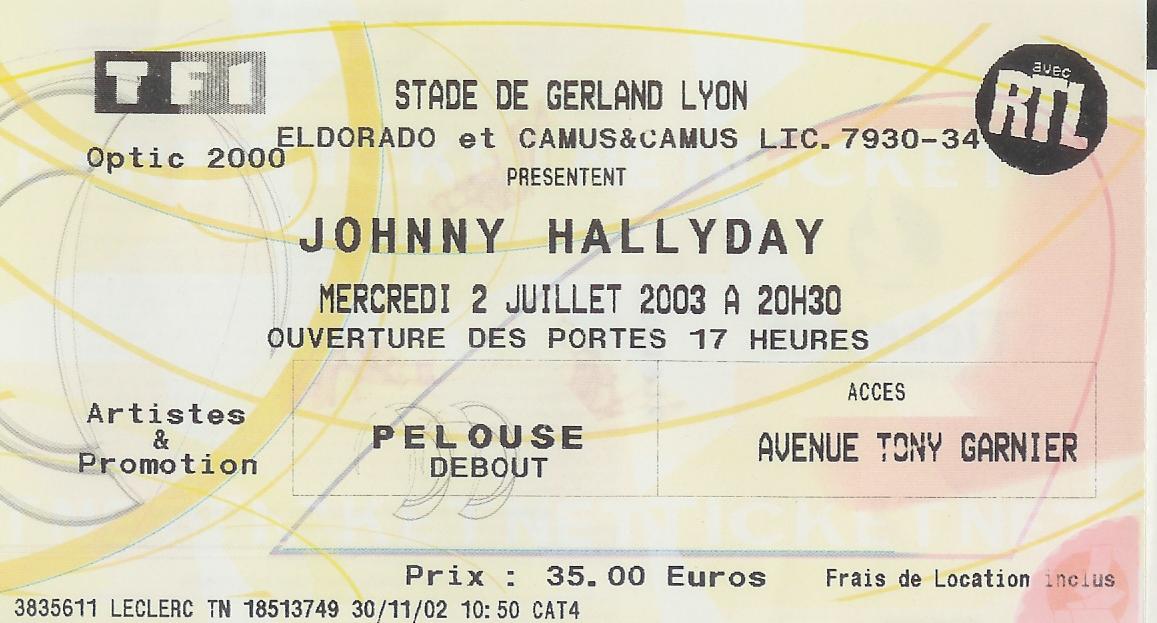 TF1
avec
RTL
STADE DE GERLAND LYON
ELDORADO et CAMUS&CAMUS LIC. 7930-34
Optic 2000
PRESENTENT
JOHNNY HALLYDAY
MERCREDI 2 JUILLET 2003 A 20H30
OUVERTURE DES PORTES 17 HEURES
Artistes
&
Promotion
PELOUSE
DEBOUT
ACCES
AVENUE TONY GARNIER
Prix : 35.00 Euros
Frais de Location inclus
3835611 LECLERC TN 18513749 30/11/02 10:50 CAT4